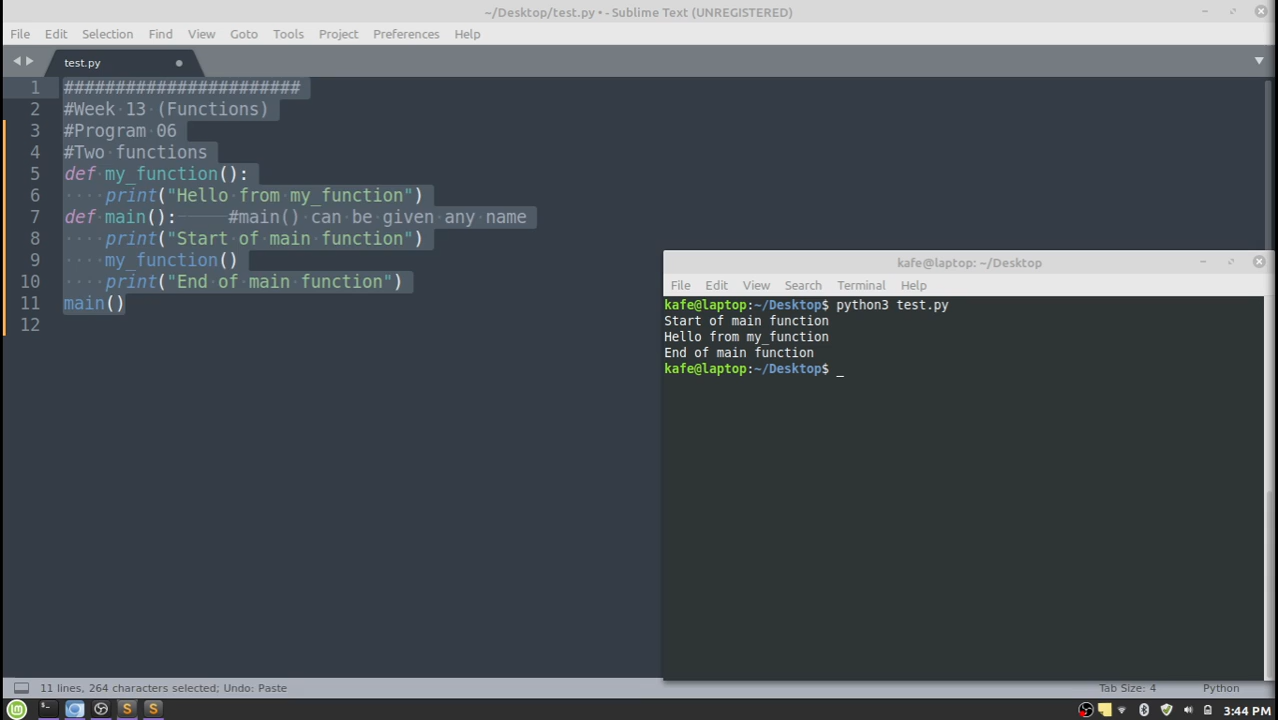 ~/Desktop/test.py • - Sublime Text (UNREGISTERED)
File Edit Selection Find View Goto Tools Project Preferences Help
test.py
1 #######################
2 #Week 13 (Functions)
3 #Program 06
4 #Two functions
5 def my_function():
6 print("Hello from my_function")
7 def main(): #main() can be given any name
8 print("Start of main function")
9 my_function()
10 print("End of main function")
11 main()
12
kafe@laptop: ~/Desktop
File Edit View Search Terminal Help
kafe@laptop:~/Desktop$ python3 test.py
Start of main function
Hello from my_function
End of main function
kafe@laptop:~/Desktop$ _
11 lines, 264 characters selected; Undo: Paste
Tab Size: 4
Python
3:44 PM